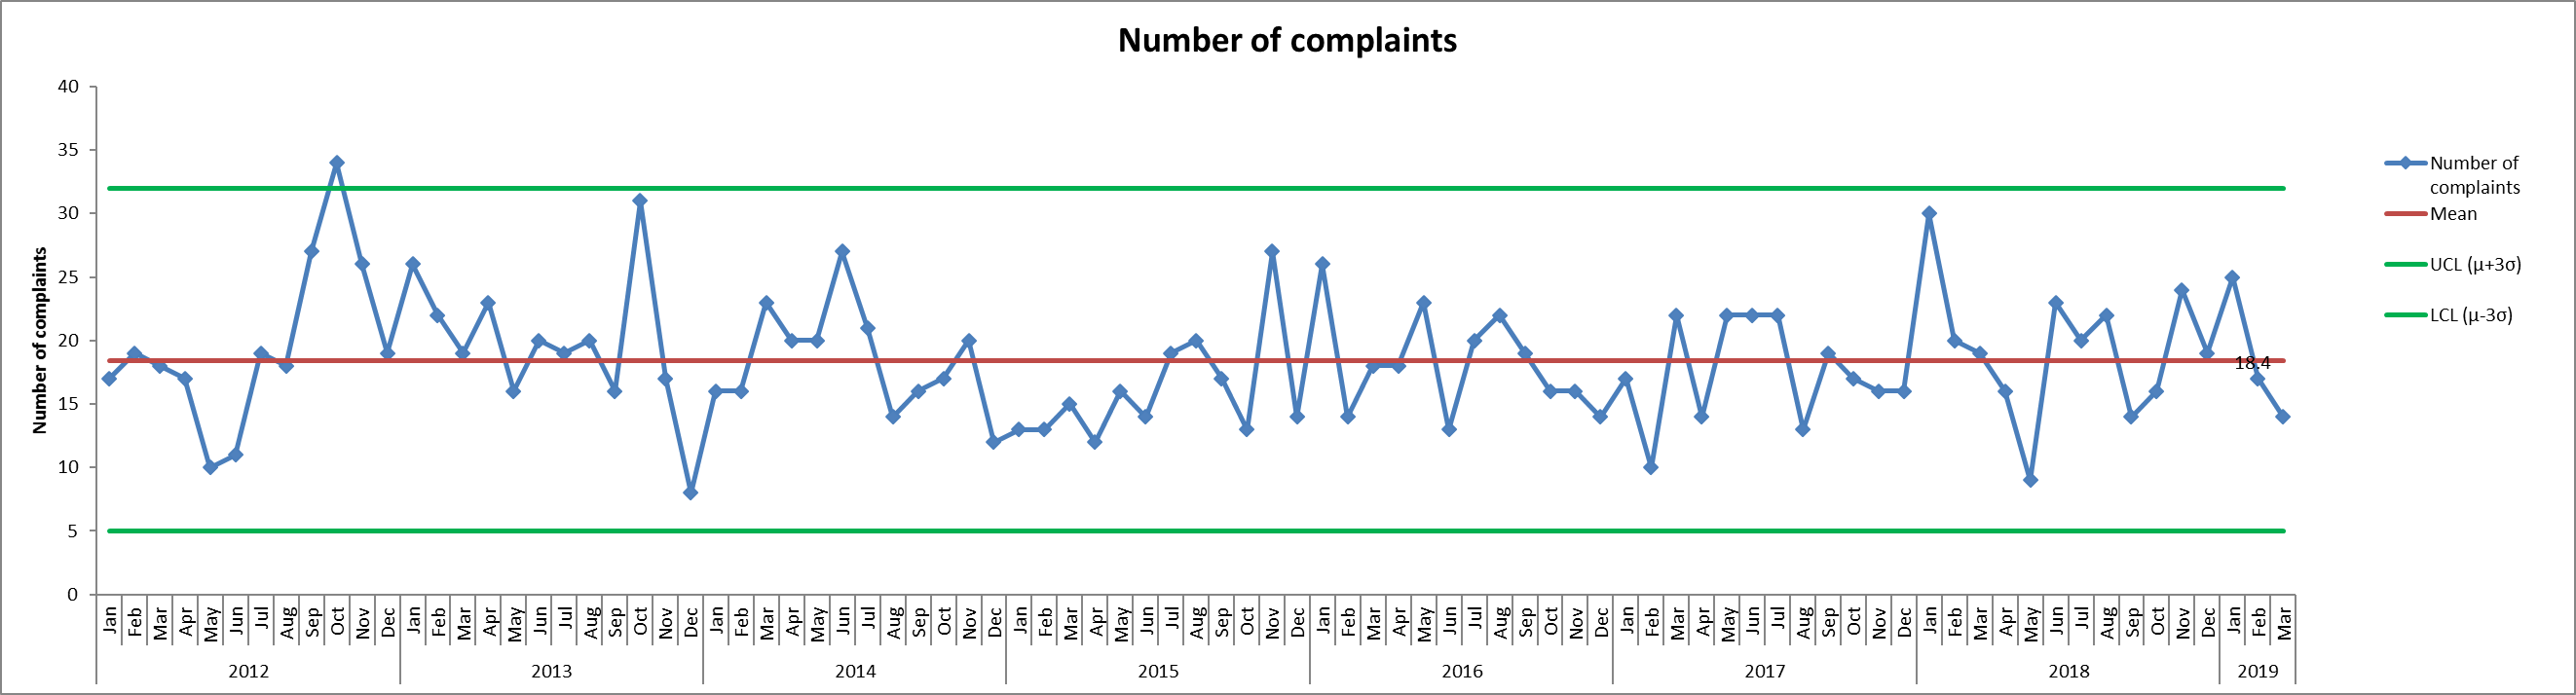 Number of complaints
Number of complaints
40
35
30
25
20
15
10
5
0
18.4
Number of
complaints
Mean
UCL (μ+3σ)
LCL (μ-3σ)
Jan Feb Mar Apr May Jun Jul Aug Sep Oct Nov Dec Jan Feb Mar Apr May Jun Jul Aug Sep Oct Nov Dec Jan Feb Mar Apr May Jun Jul Aug Sep Oct Nov Dec Jan Feb Mar Apr May Jun Jul Aug Sep Oct Nov Dec Jan Feb Mar Apr May Jun Jul Aug Sep Oct Nov Dec Jan Feb Mar Apr May Jun Jul Aug Sep Oct Nov Dec Jan Feb Mar Apr May Jun Jul Aug Sep Oct Nov Dec Jan Feb Mar
2012 2013 2014 2015 2016 2017 2018 2019